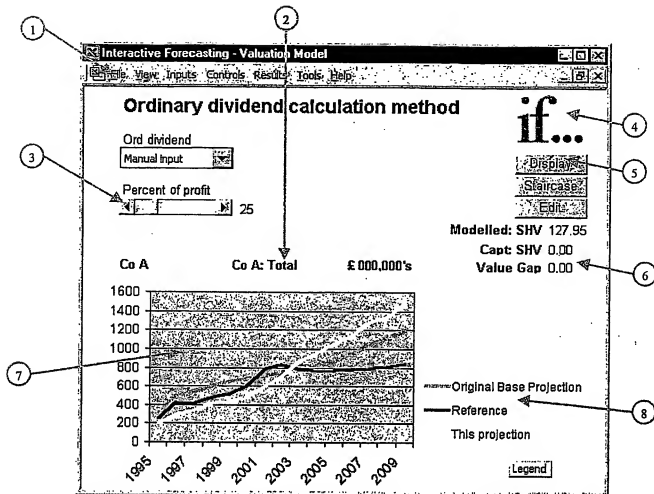 2
1
Interactive Forecasting - Valuation Model
File View Inputs Controls Results Tools Help
Ordinary dividend calculation method
if...
4
Ord dividend
Manual Input
Display
5
3
Percent of profit
Staircase
25
Edit
Modelled: SHV 127.95
Capt: SHV 0.00
Value Gap 0.00
6
Co A Co A: Total £ 000,000's
1600
1400
1200
1000
7
800
600
400
200
0
Original Base Projection
Reference
8
This projection
1995 1997 1999 2001 2003 2005 2007 2009
Legend